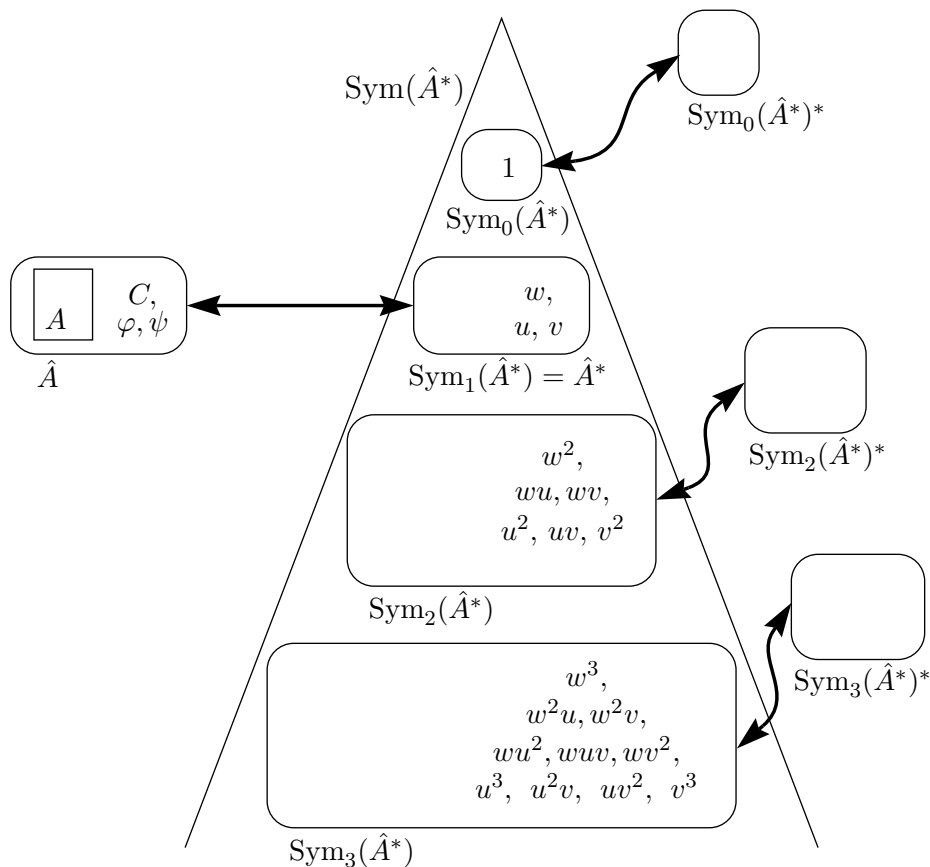 Sym(Â*)
Sym₀(Â*)*
1
Sym₀(Â*)
A
C,
φ, ψ
Â
w,
u, v
Sym₁(Â*) = Â*
Sym₂(Â*)*
w²,
wu, wv,
u², uv, v²
Sym₂(Â*)
Sym₃(Â*)*
w³,
w²u, w²v,
wu², wuv, wv²,
u³, u²v, uv², v³
Sym₃(Â*)